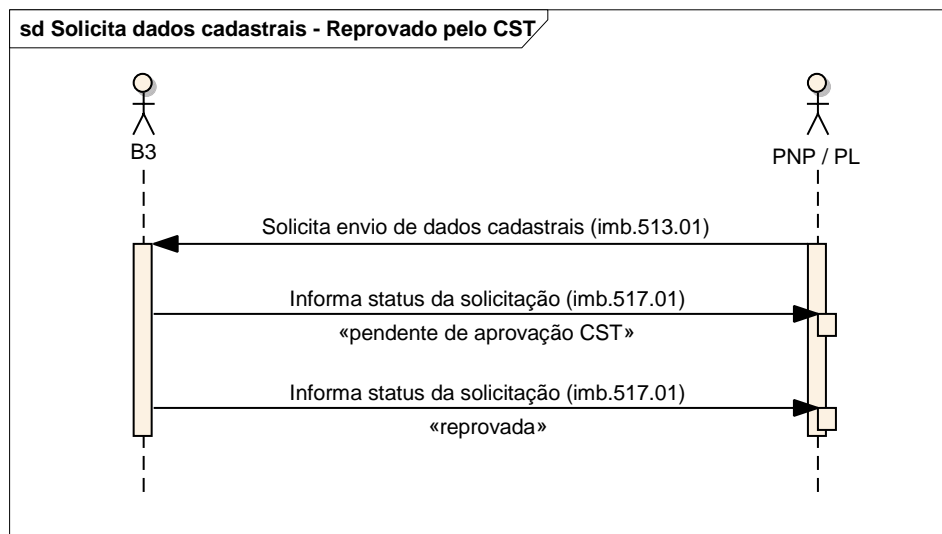 sd Solicita dados cadastrais - Reprovado pelo CST
B3
PNP / PL
Solicita envio de dados cadastrais (imb.513.01)
Informa status da solicitação (imb.517.01)
«pendente de aprovação CST»
Informa status da solicitação (imb.517.01)
«reprovada»